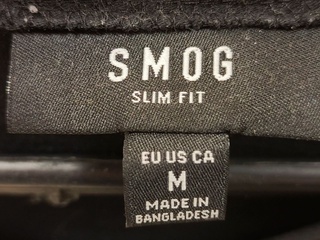 SMOG
SLIM FIT
EU US CA
M
MADE IN
BANGLADESH